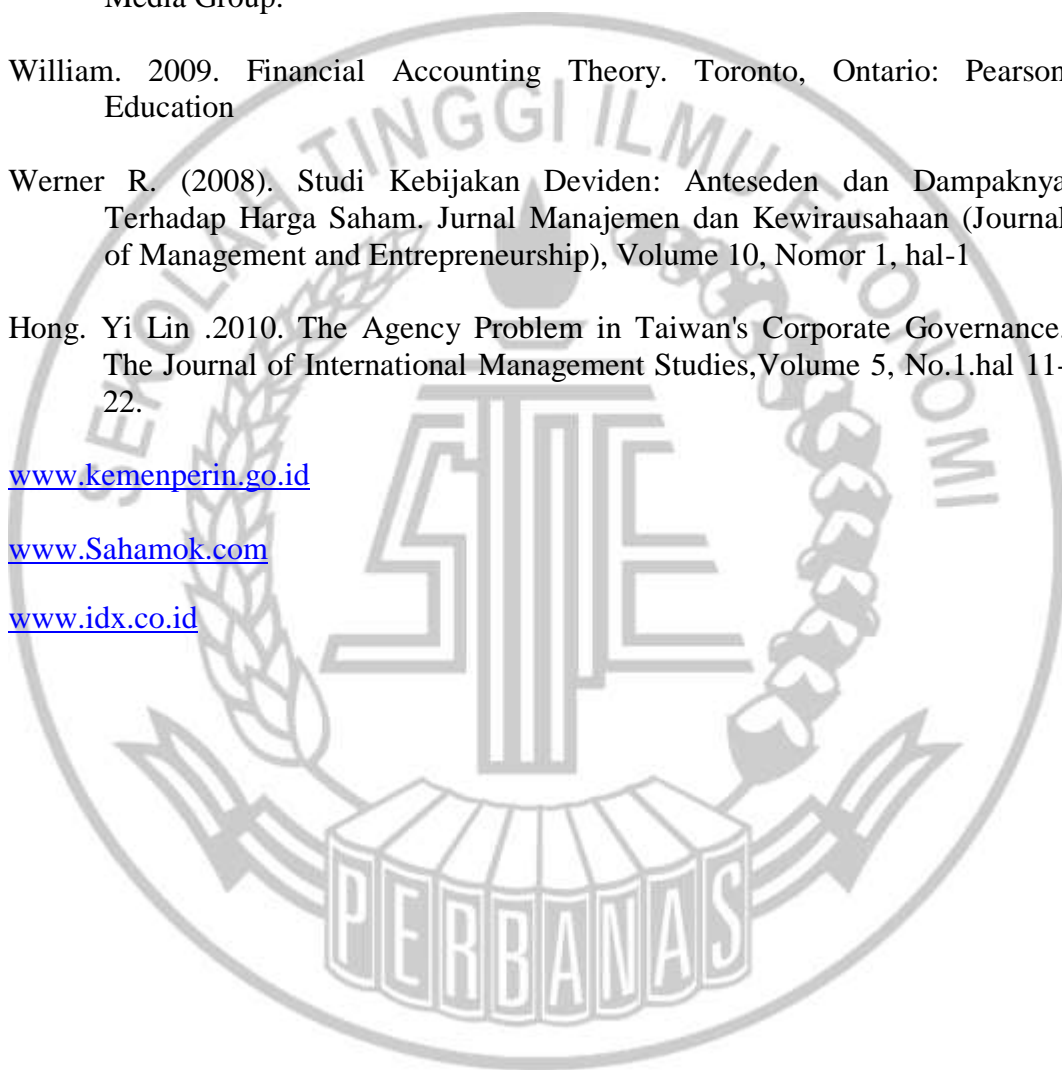 Media Group.
William. 2009. Financial Accounting Theory. Toronto, Ontario: Pearson
Education
Werner R. (2008). Studi Kebijakan Deviden: Anteseden dan Dampaknya
Terhadap Harga Saham. Jurnal Manajemen dan Kewirausahaan (Journal
of Management and Entrepreneurship), Volume 10, Nomor 1, hal-1
Hong. Yi Lin .2010. The Agency Problem in Taiwan's Corporate Governance.
The Journal of International Management Studies,Volume 5, No.1.hal 11-
22.
www.kemenperin.go.id
www.Sahamok.com
www.idx.co.id
SEKOLAH TINGGI ILMU EKONOMI
STIE
PERBANAS